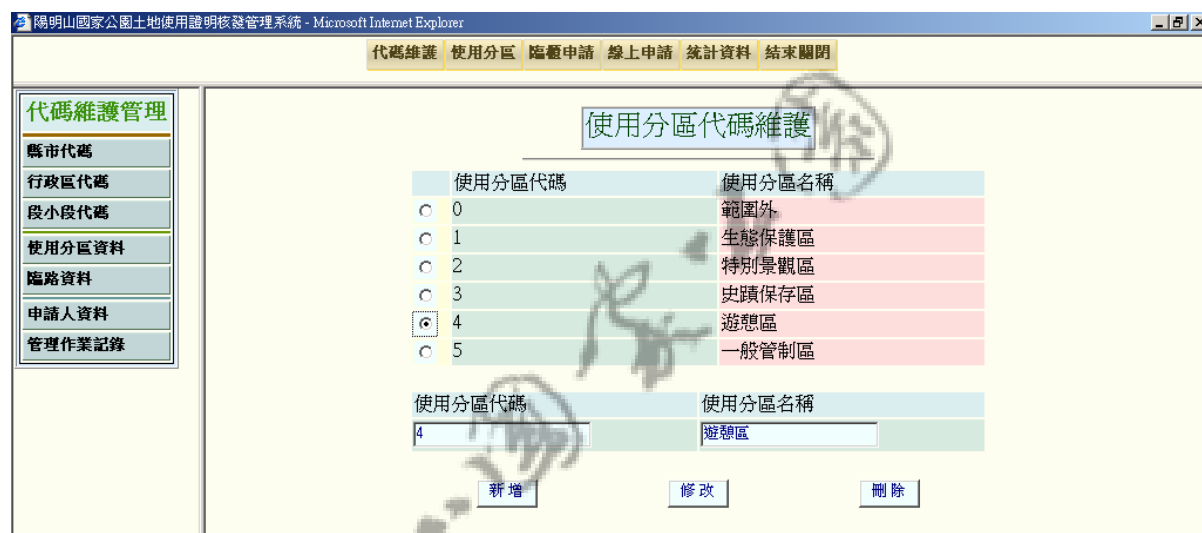 陽明山國家公園土地使用證明核發管理系統 - Microsoft Internet Explorer
代碼維護 使用分區 臨櫃申請 線上申請 統計資料 結束關閉
代碼維護管理
縣市代碼
行政區代碼
段小段代碼
使用分區資料
臨路資料
申請人資料
管理作業記錄
使用分區代碼維護
使用分區代碼 使用分區名稱
0 範圍外
1 生態保護區
2 特別景觀區
3 史蹟保存區
4 遊憩區
5 一般管制區
使用分區代碼 使用分區名稱
4 遊憩區
新增 修改 刪除